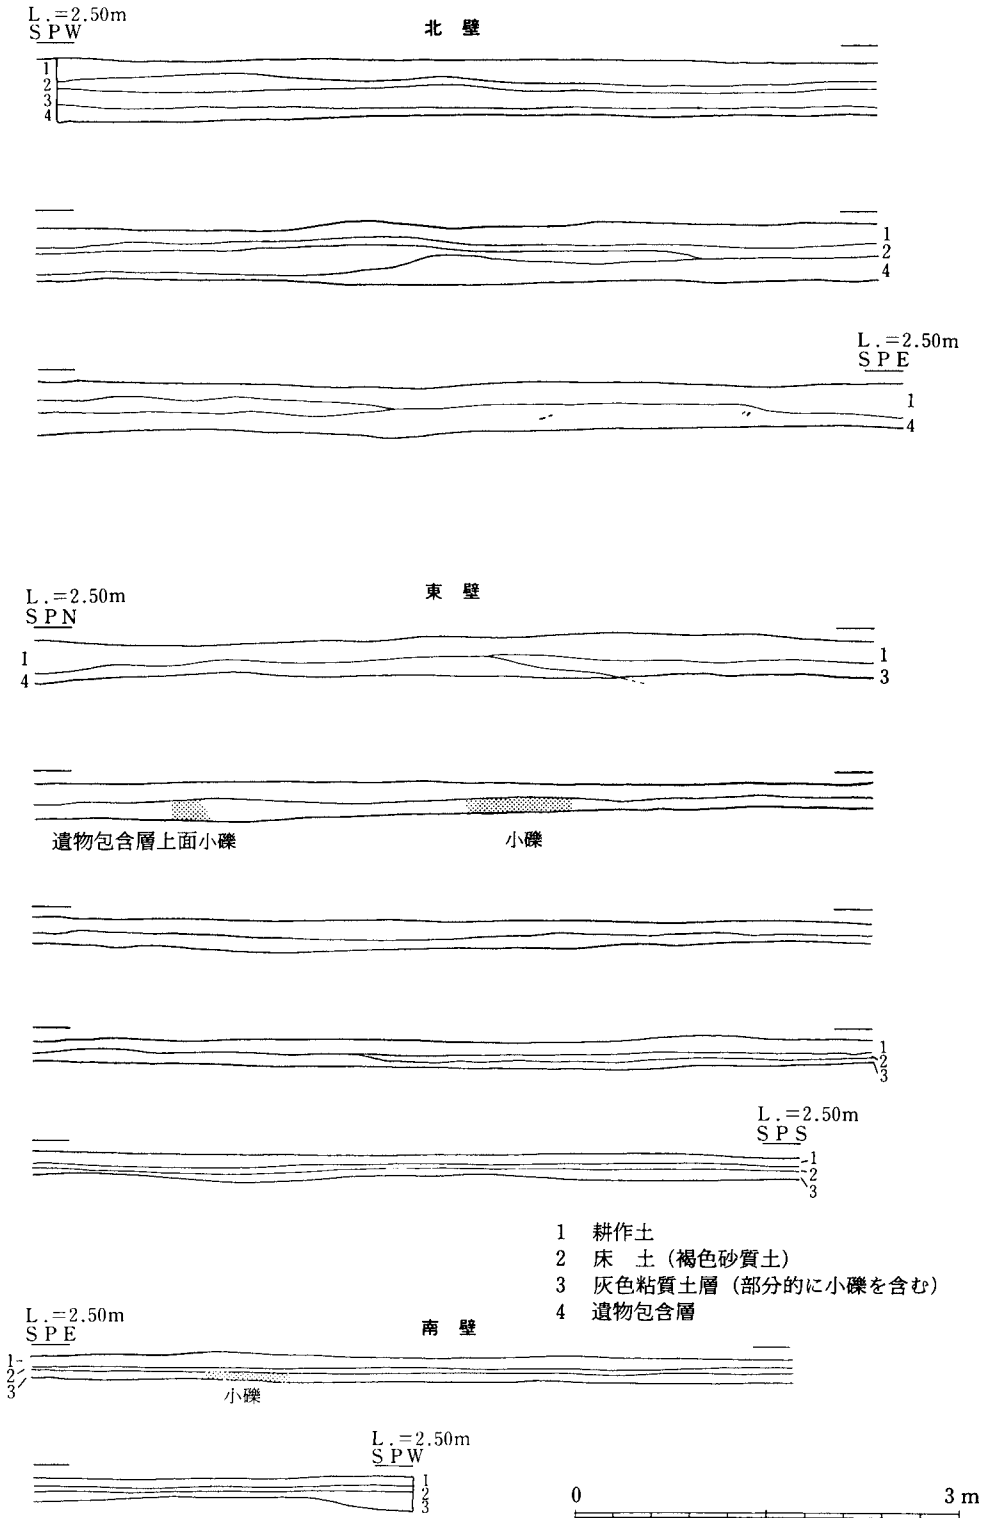 L.=2.50m
SPW
北 壁
1
2
3
4
1
2
4
L.=2.50m
SPE
1
4
東 壁
L.=2.50m
SPN
1
4
1
3
遺物包含層上面小礫
小礫
1
2
3
L.=2.50m
SPS
1
2
3
1 耕作土
2 床 土（褐色砂質土）
3 灰色粘質土層（部分的に小礫を含む）
4 遺物包含層
L.=2.50m
SPE
南 壁
1
2
3
小礫
L.=2.50m
SPW
1
2
3
0 3m